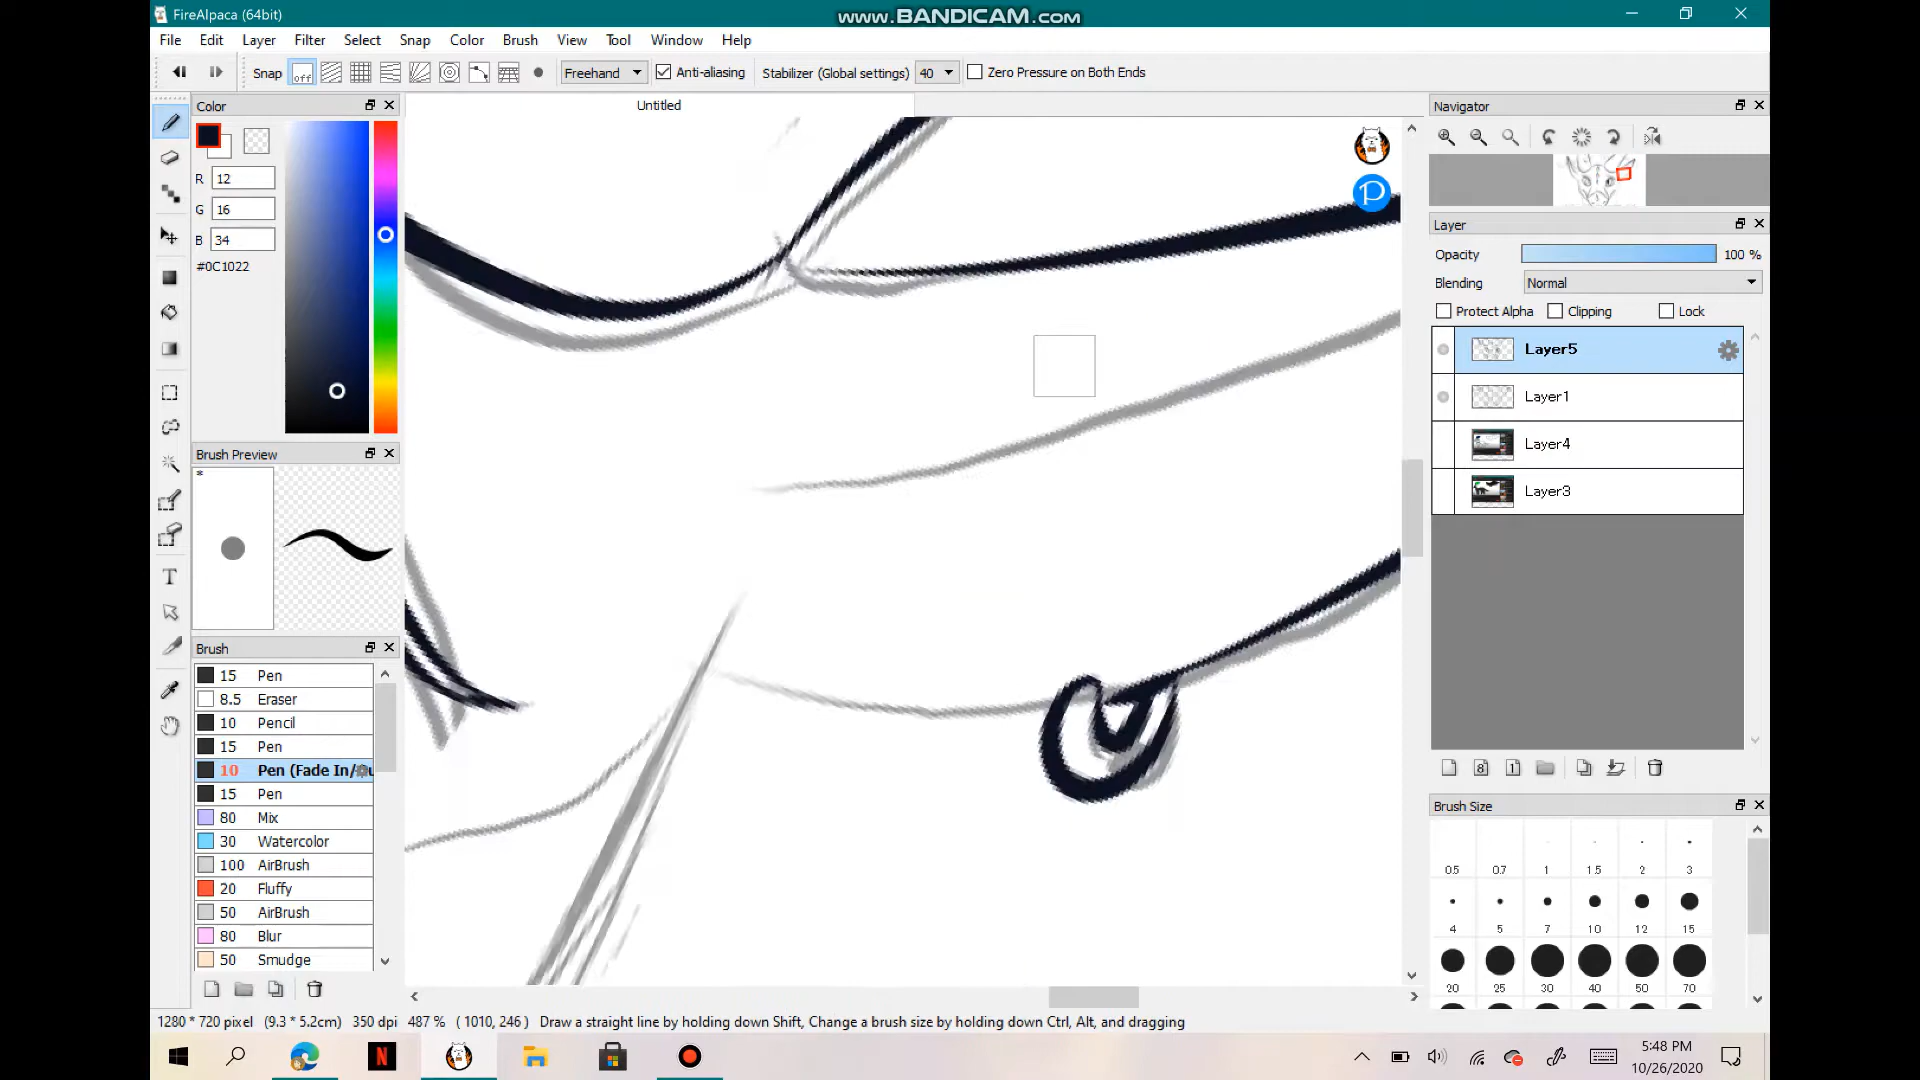 FireAlpaca (64bit)
www.BANDICAM.com
File Edit Layer Filter Select Snap Color Brush View Tool Window Help
Snap off Freehand Anti-aliasing Stabilizer (Global settings) 40 Zero Pressure on Both Ends
Color
Untitled
Navigator
R 12
G 16
B 34
#0C1022
Layer
Opacity 100 %
Blending Normal
Protect Alpha Clipping Lock
Layer5
Layer1
Layer4
Layer3
Brush Preview
*
Brush
15 Pen
8.5 Eraser
10 Pencil
15 Pen
10 Pen (Fade In/
15 Pen
80 Mix
30 Watercolor
100 AirBrush
20 Fluffy
50 AirBrush
80 Blur
50 Smudge
8 1
Brush Size
0.5 0.7 1 1.5 2 3
4 5 7 10 12 15
20 25 30 40 50 70
1280 * 720 pixel (9.3 * 5.2cm) 350 dpi 487 % ( 1010, 246 ) Draw a straight line by holding down Shift, Change a brush size by holding down Ctrl, Alt, and dragging
5:48 PM
10/26/2020